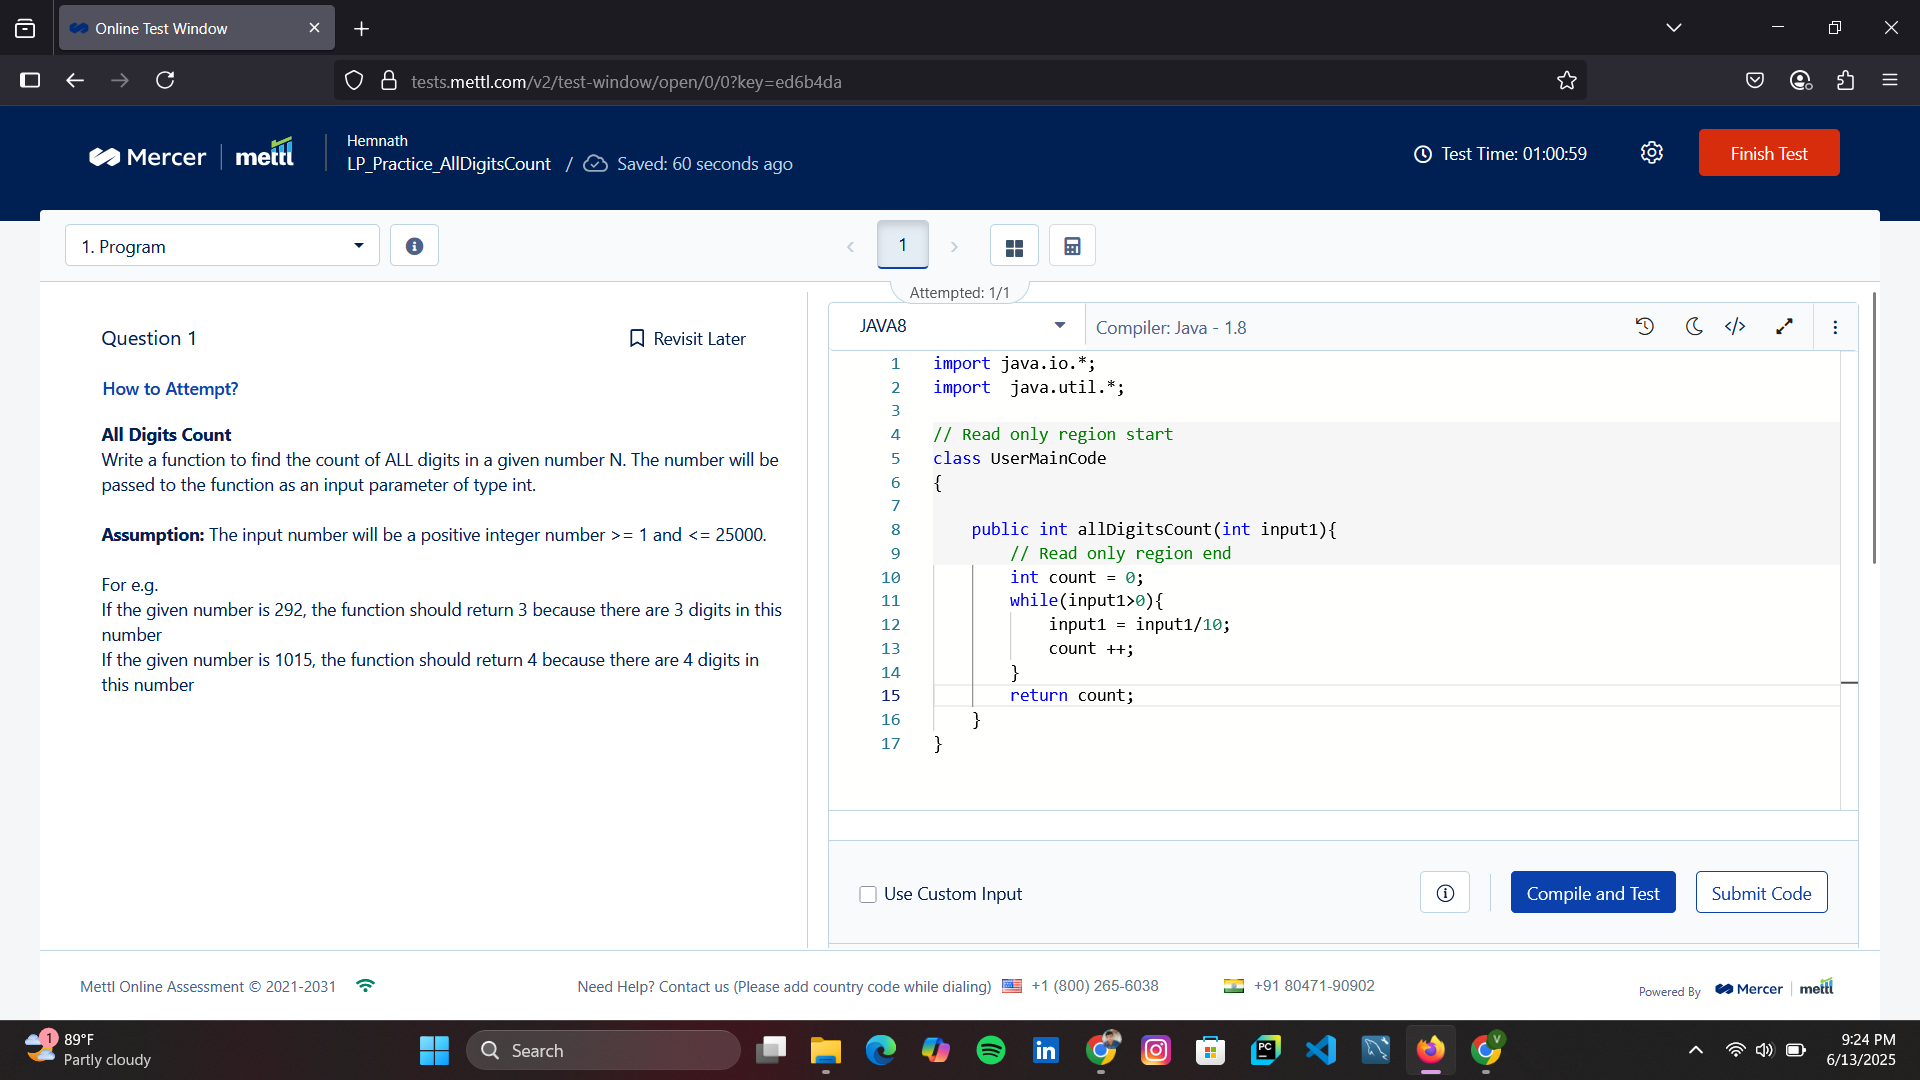 Online Test Window
tests.mettl.com/v2/test-window/open/0/0?key=ed6b4da
Mercer
mettl
Hemnath
LP_Practice_AllDigitsCount / Saved: 60 seconds ago
Test Time: 01:00:59
Finish Test
1. Program
1
Attempted: 1/1
Question 1
Revisit Later
How to Attempt?
All Digits Count
Write a function to find the count of ALL digits in a given number N. The number will be
passed to the function as an input parameter of type int.
Assumption: The input number will be a positive integer number >= 1 and <= 25000.
For e.g.
If the given number is 292, the function should return 3 because there are 3 digits in this
number
If the given number is 1015, the function should return 4 because there are 4 digits in
this number
JAVA8
Compiler: Java - 1.8
1 import java.io.*;
2 import  java.util.*;
3
4 // Read only region start
5 class UserMainCode
6 {
7
8     public int allDigitsCount(int input1){
9         // Read only region end
10         int count = 0;
11         while(input1>0){
12             input1 = input1/10;
13             count ++;
14         }
15         return count;
16     }
17 }
Use Custom Input
Compile and Test
Submit Code
Mettl Online Assessment © 2021-2031
Need Help? Contact us (Please add country code while dialing) +1 (800) 265-6038
+91 80471-90902
Powered By Mercer mettl
1
89°F
Partly cloudy
Search
PC
V
9:24 PM
6/13/2025